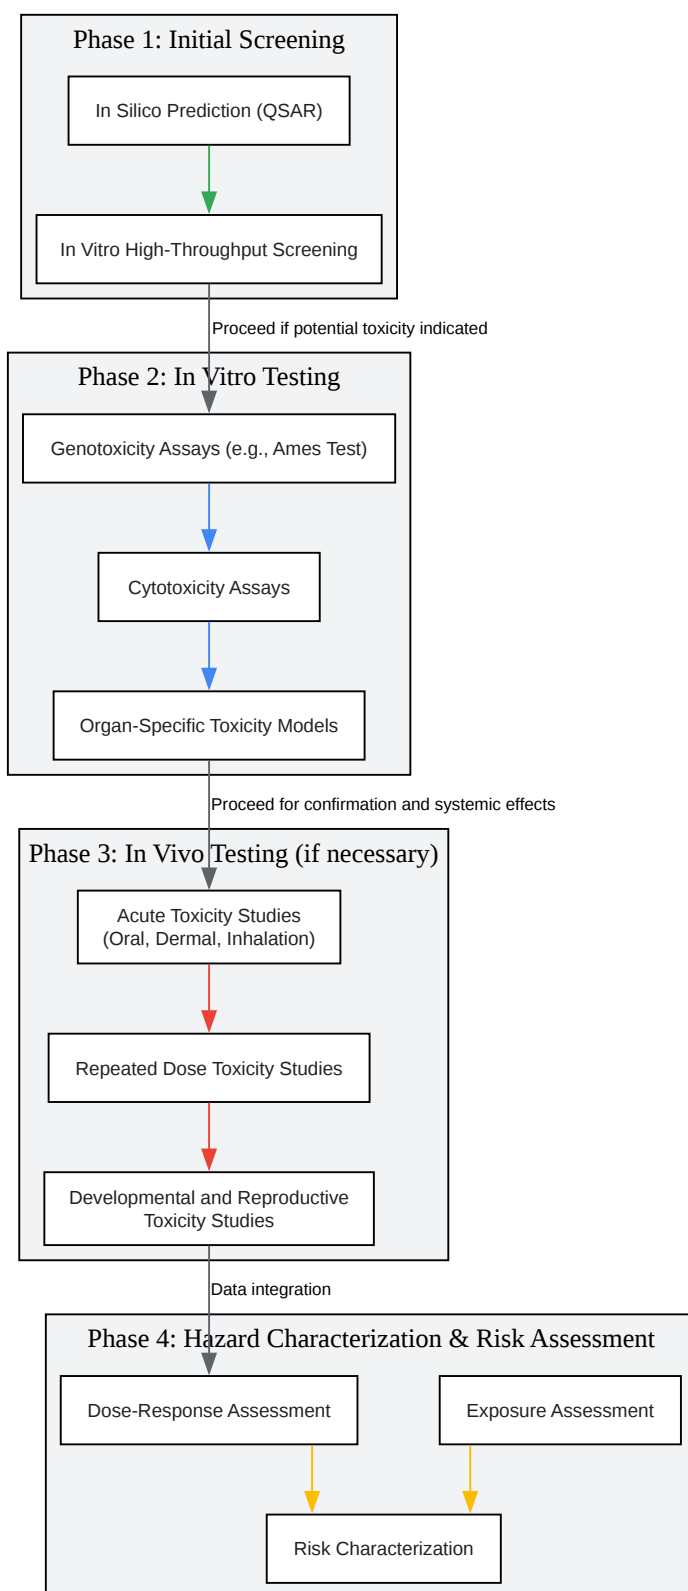 Phase 1: Initial Screening
In Silico Prediction (QSAR)
In Vitro High-Throughput Screening
Proceed if potential toxicity indicated
Phase 2: In Vitro Testing
Genotoxicity Assays (e.g., Ames Test)
Cytotoxicity Assays
Organ-Specific Toxicity Models
Proceed for confirmation and systemic effects
Phase 3: In Vivo Testing (if necessary)
Acute Toxicity Studies
(Oral, Dermal, Inhalation)
Repeated Dose Toxicity Studies
Developmental and Reproductive
Toxicity Studies
Data integration
Phase 4: Hazard Characterization & Risk Assessment
Dose-Response Assessment
Exposure Assessment
Risk Characterization